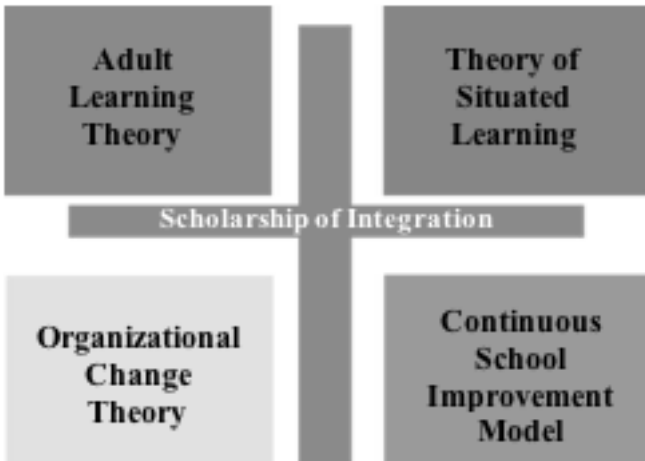 Adult
Learning
Theory
Theory of
Situated
Learning
Scholarship of Integration
Organizational
Change
Theory
Continuous
School
Improvement
Model